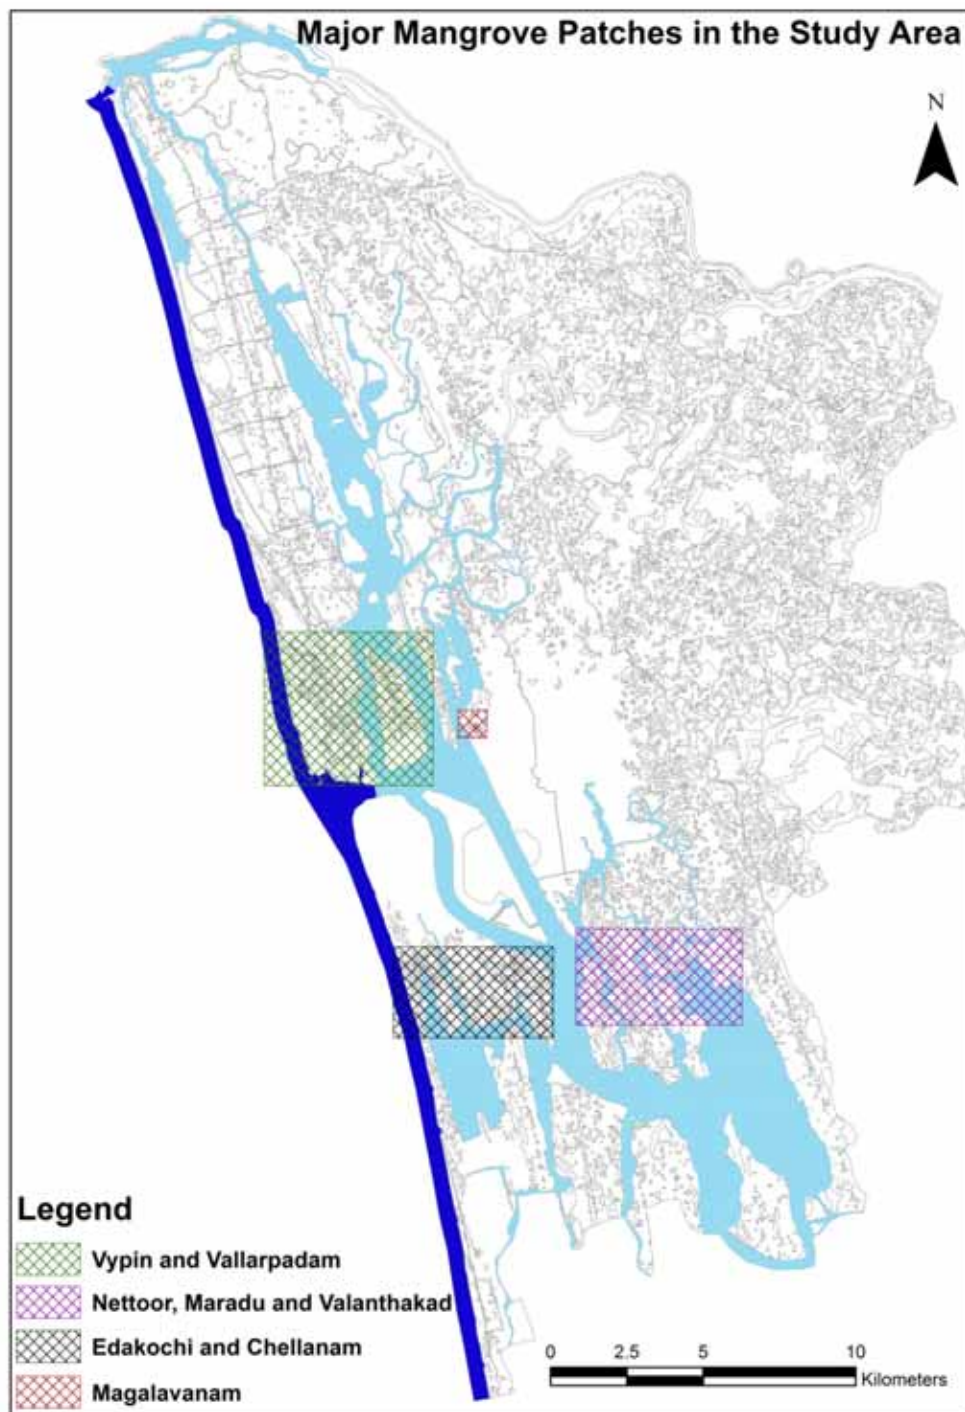 Major Mangrove Patches in the Study Area
N
Legend
Vypin and Vallarpadam
Nettoor, Maradu and Valanthakad
Edakochi and Chellanam
Magalavanam
0 2.5 5 10
Kilometers